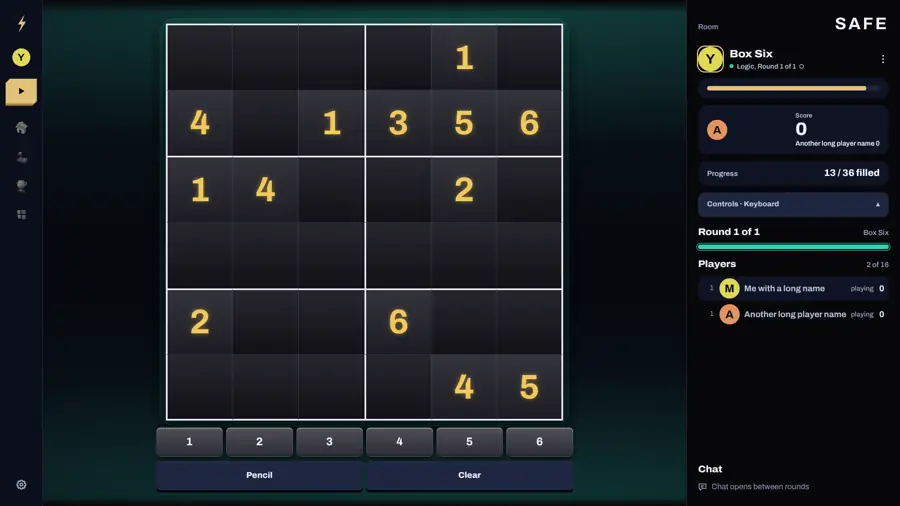 Y
1
4 1 3 5 6
1 4 2
2 6
4 5
1 2 3 4 5 6
Pencil Clear
Room SAFE
Y Box Six
Logic, Round 1 of 1
A Score
0
Another long player name 0
Progress 13 / 36 filled
Controls · Keyboard ▲
Round 1 of 1 Box Six
Players 2 of 16
1 M Me with a long name playing 0
1 A Another long player name playing 0
Chat
Chat opens between rounds